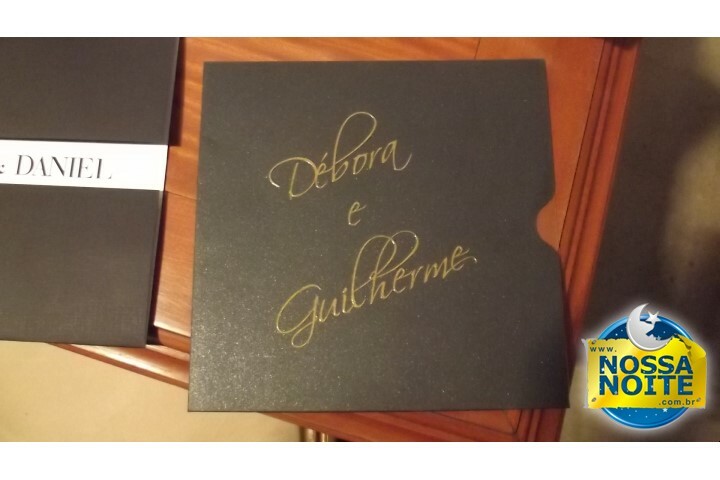 & DANIEL
Débora
e
Guilherme
www.
NOSSA
NOITE
.com.br